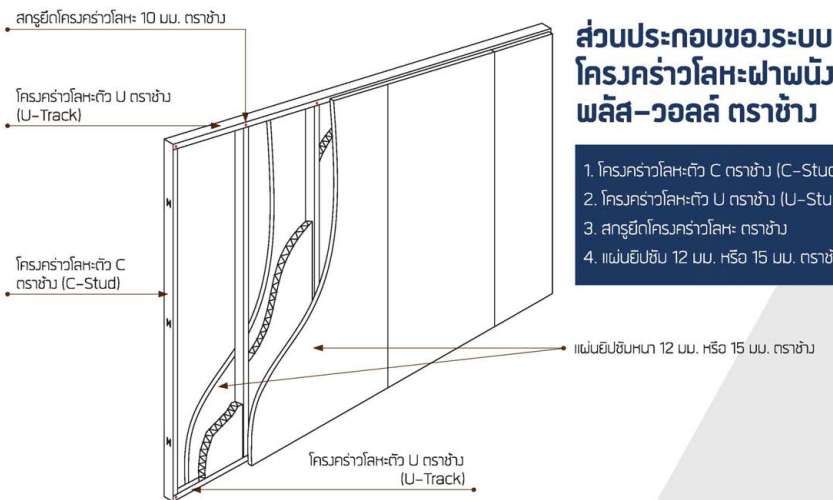 สกรูยึดโครงคร่าวโลหะ 10 มม. ตราช้าง
โครงคร่าวโลหะตัว U ตราช้าง
(U-Track)
โครงคร่าวโลหะตัว C
ตราช้าง (C-Stud)
โครงคร่าวโลหะตัว U ตราช้าง
(U-Track)
แผ่นยิปซัมหนา 12 มม. หรือ 15 มม. ตราช้าง
ส่วนประกอบของระบบ
โครงคร่าวโลหะฝาผนัง
พลัส-วอลล์ ตราช้าง
1. โครงคร่าวโลหะตัว C ตราช้าง (C-Stud
2. โครงคร่าวโลหะตัว U ตราช้าง (U-Stu
3. สกรูยึดโครงคร่าวโลหะ ตราช้าง
4. แผ่นยิปซัม 12 มม. หรือ 15 มม.